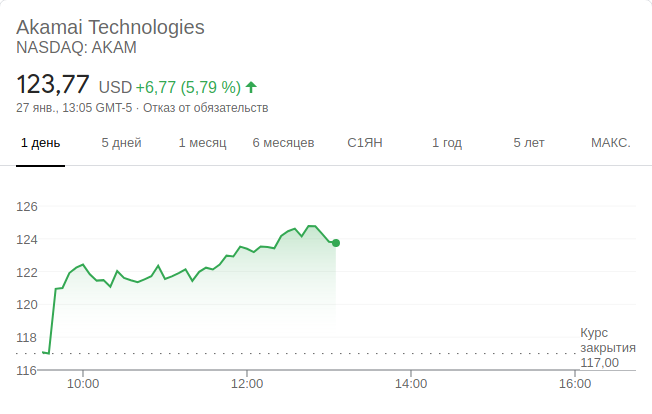 Akamai Technologies
NASDAQ: AKAM
123,77 USD +6,77 (5,79 %)
27 янв., 13:05 GMT-5 · Отказ от обязательств
1 день 5 дней 1 месяц 6 месяцев С1ЯН 1 год 5 лет МАКС.
126
124
122
120
118
116
Курс
закрытия
117,00
10:00 12:00 14:00 16:00